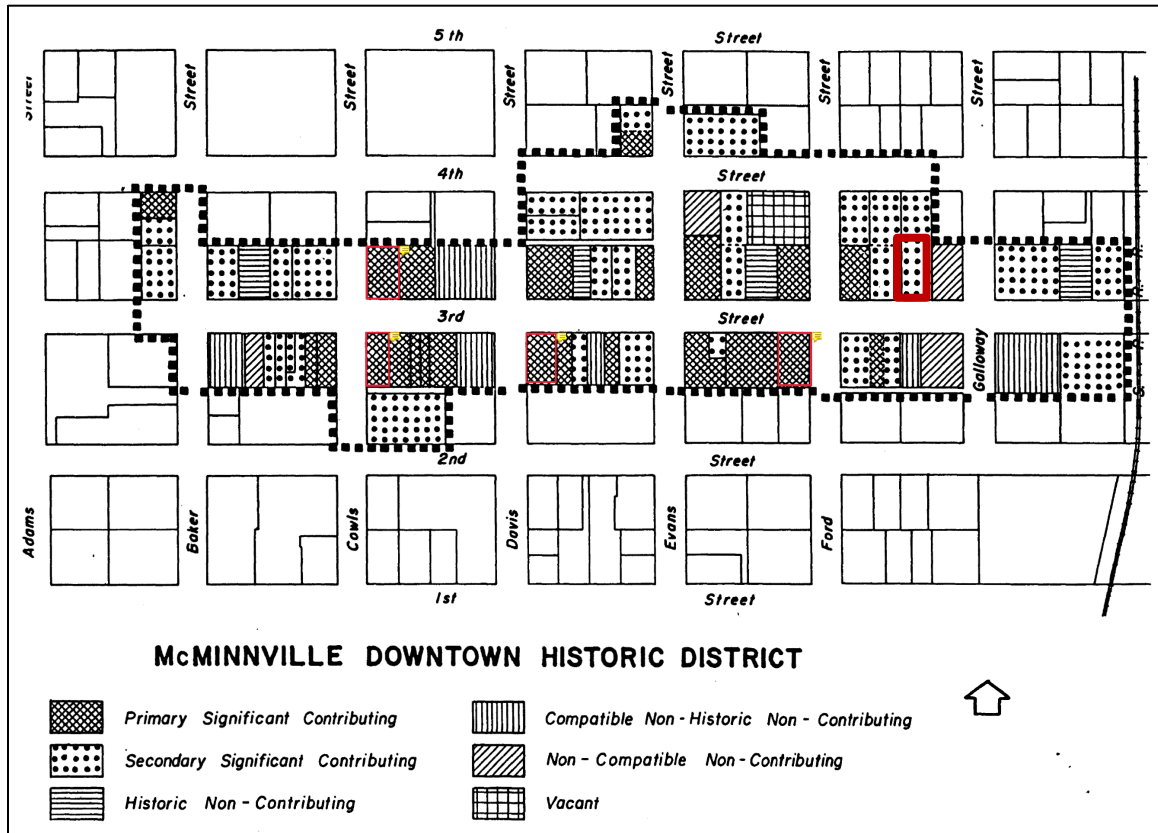 5th Street
Street Street Street Street Street Street Street
4th Street
3rd Street
Galloway
2nd Street
Adams Baker Cowls Davis Evans Ford
1st Street
McMINNVILLE DOWNTOWN HISTORIC DISTRICT
Primary Significant Contributing
Compatible Non-Historic Non-Contributing
Secondary Significant Contributing
Non-Compatible Non-Contributing
Historic Non-Contributing
Vacant